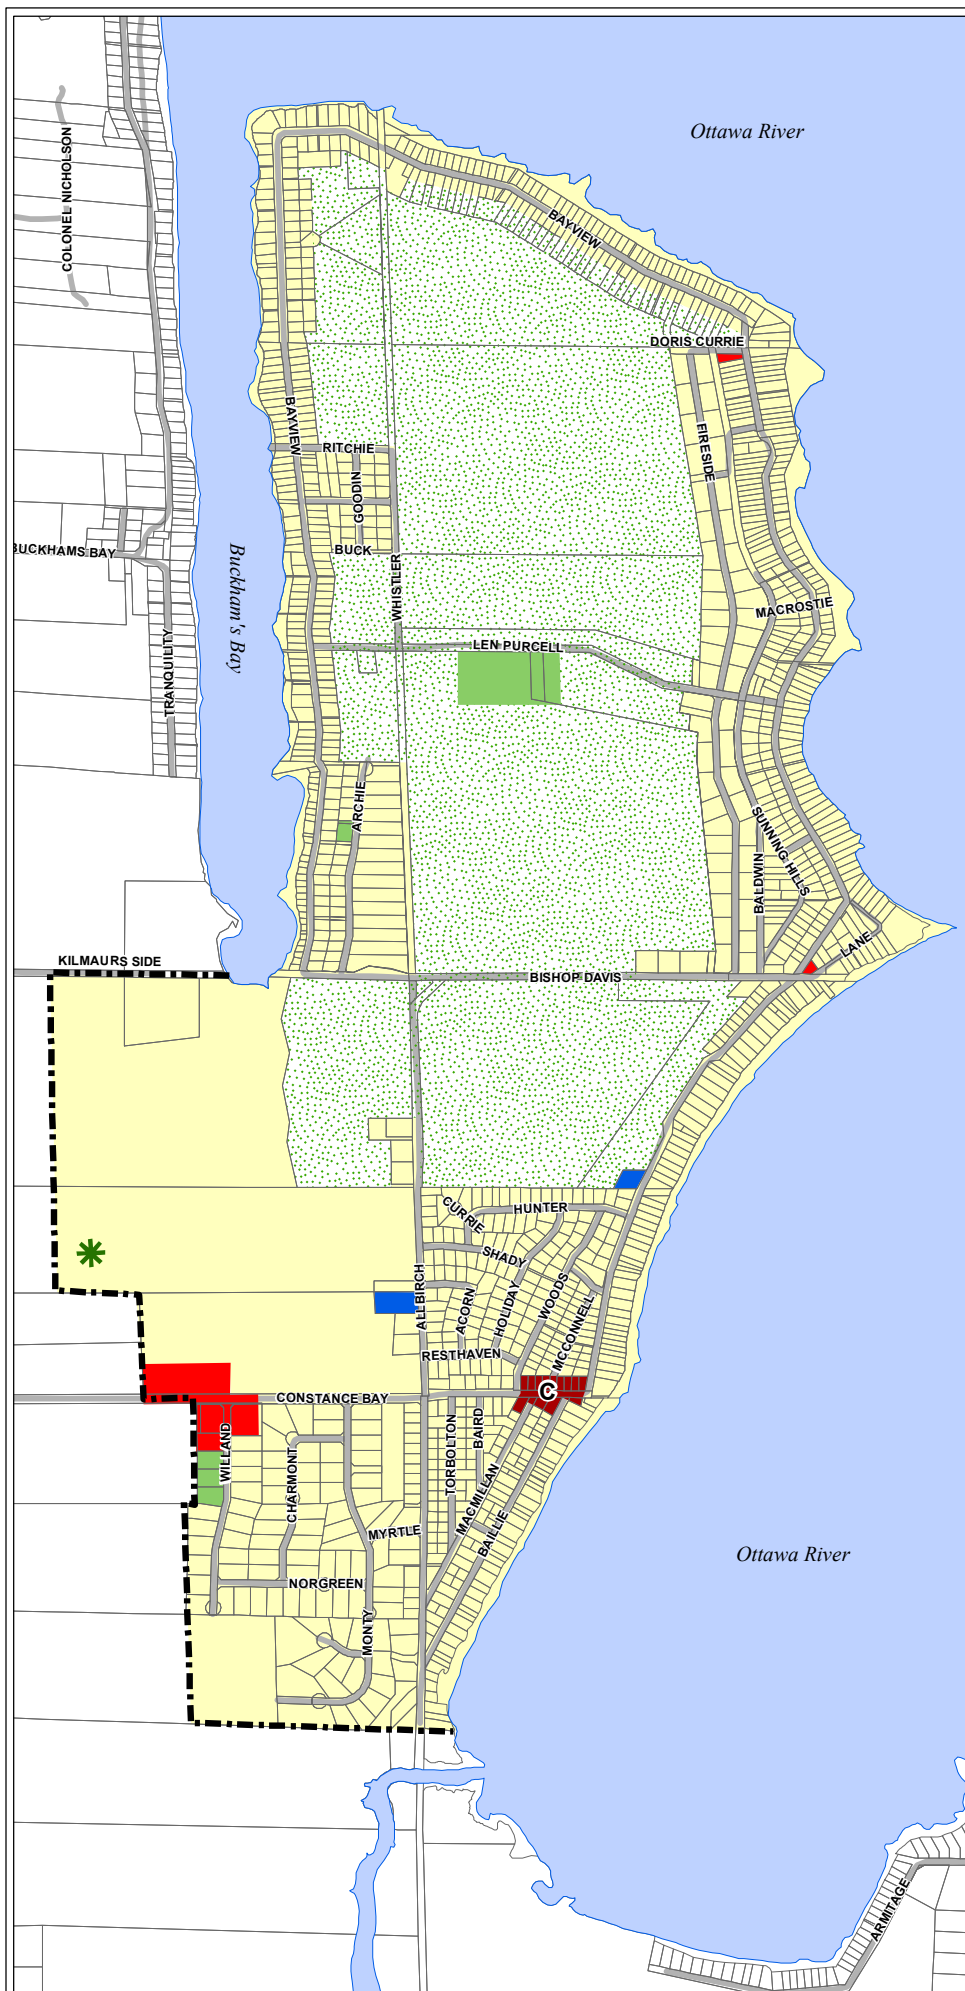 Ottawa River
COLONEL NICHOLSON
BAYVIEW
DORIS CURRIE
BAYVIEW
RITCHIE
FIRESIDE
GOODIN
BUCKHAMS BAY
BUCK
Buckham's Bay
WHISTLER
MACROSTIE
TRANQUILITY
LEN PURCELL
ARCHIE
SUNNING HILLS
BALDWIN
LANE
KILMAURS SIDE
BISHOP DAVIS
CURRIE
HUNTER
SHADY
ALLBIRCH
ACORN
HOLIDAY
WOODS
MCCONNELL
RESTHAVEN
CONSTANCE BAY
C
WILLAND
CHARMONT
TORBOLTON
BAIRD
MACMILLAN
BAILLIE
MYRTLE
Ottawa River
NORGREEN
MONTY
ARMITAGE